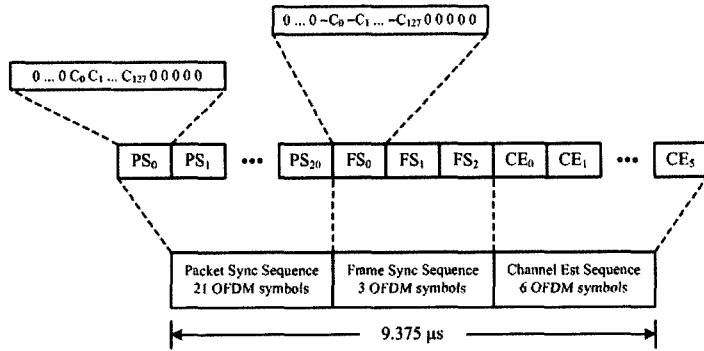 0 ... 0 -C₀ -C₁ ... -C₁₂₇ 0 0 0 0 0
0 ... 0 C₀ C₁ ... C₁₂₇ 0 0 0 0 0
PS₀ PS₁ ••• PS₂₀ FS₀ FS₁ FS₂ CE₀ CE₁ ••• CE₅
Packet Sync Sequence
21 OFDM symbols
Frame Sync Sequence
3 OFDM symbols
Channel Est Sequence
6 OFDM symbols
9.375 μs